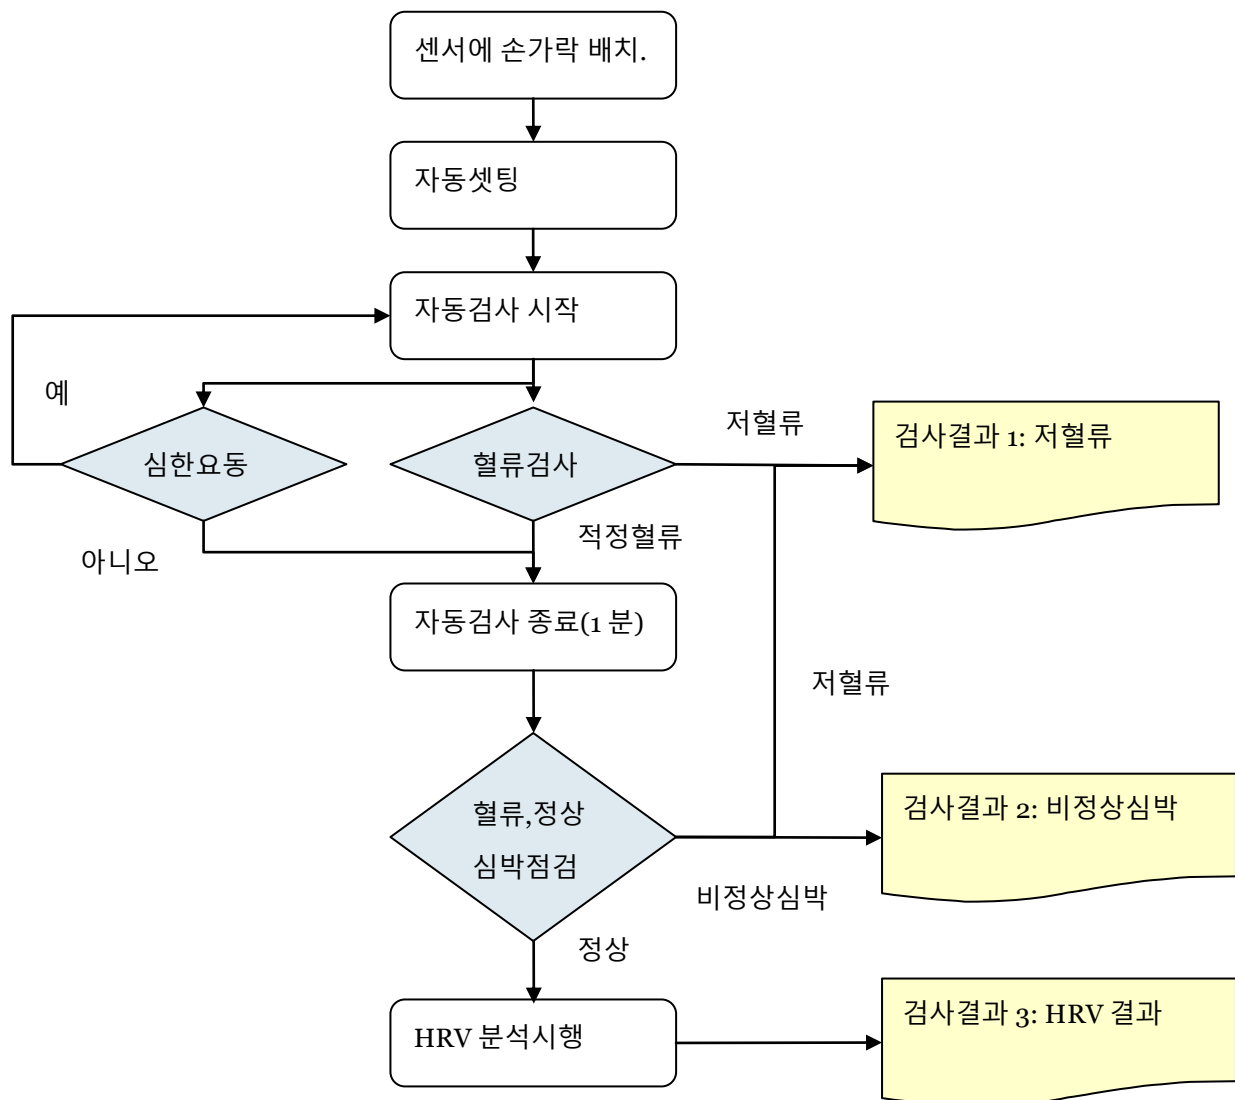 센서에 손가락 배치.
자동셋팅
자동검사 시작
예
심한요동
혈류검사
저혈류
검사결과 1: 저혈류
아니오
적정혈류
자동검사 종료(1 분)
저혈류
혈류,정상
심박점검
검사결과 2: 비정상심박
비정상심박
정상
HRV 분석시행
검사결과 3: HRV 결과